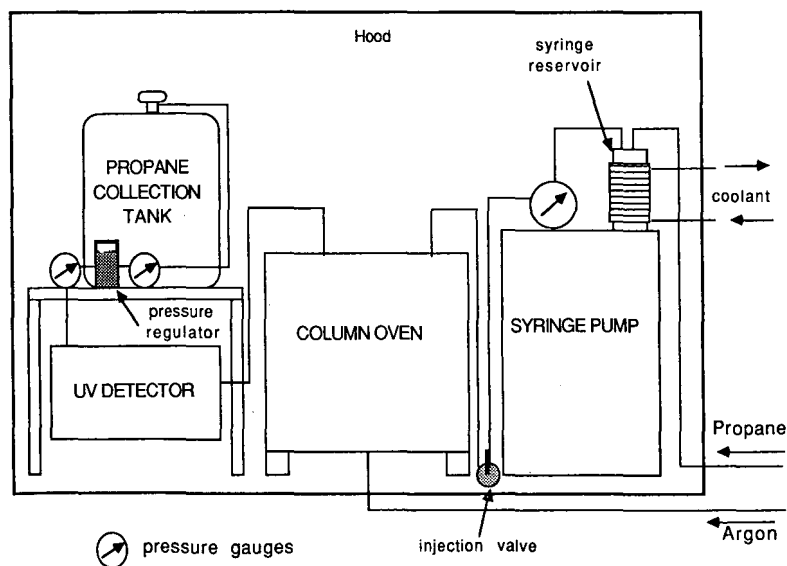 Hood
syringe
reservoir
PROPANE
COLLECTION
TANK
coolant
pressure
regulator
COLUMN OVEN
SYRINGE PUMP
UV DETECTOR
Propane
Argon
injection valve
pressure gauges